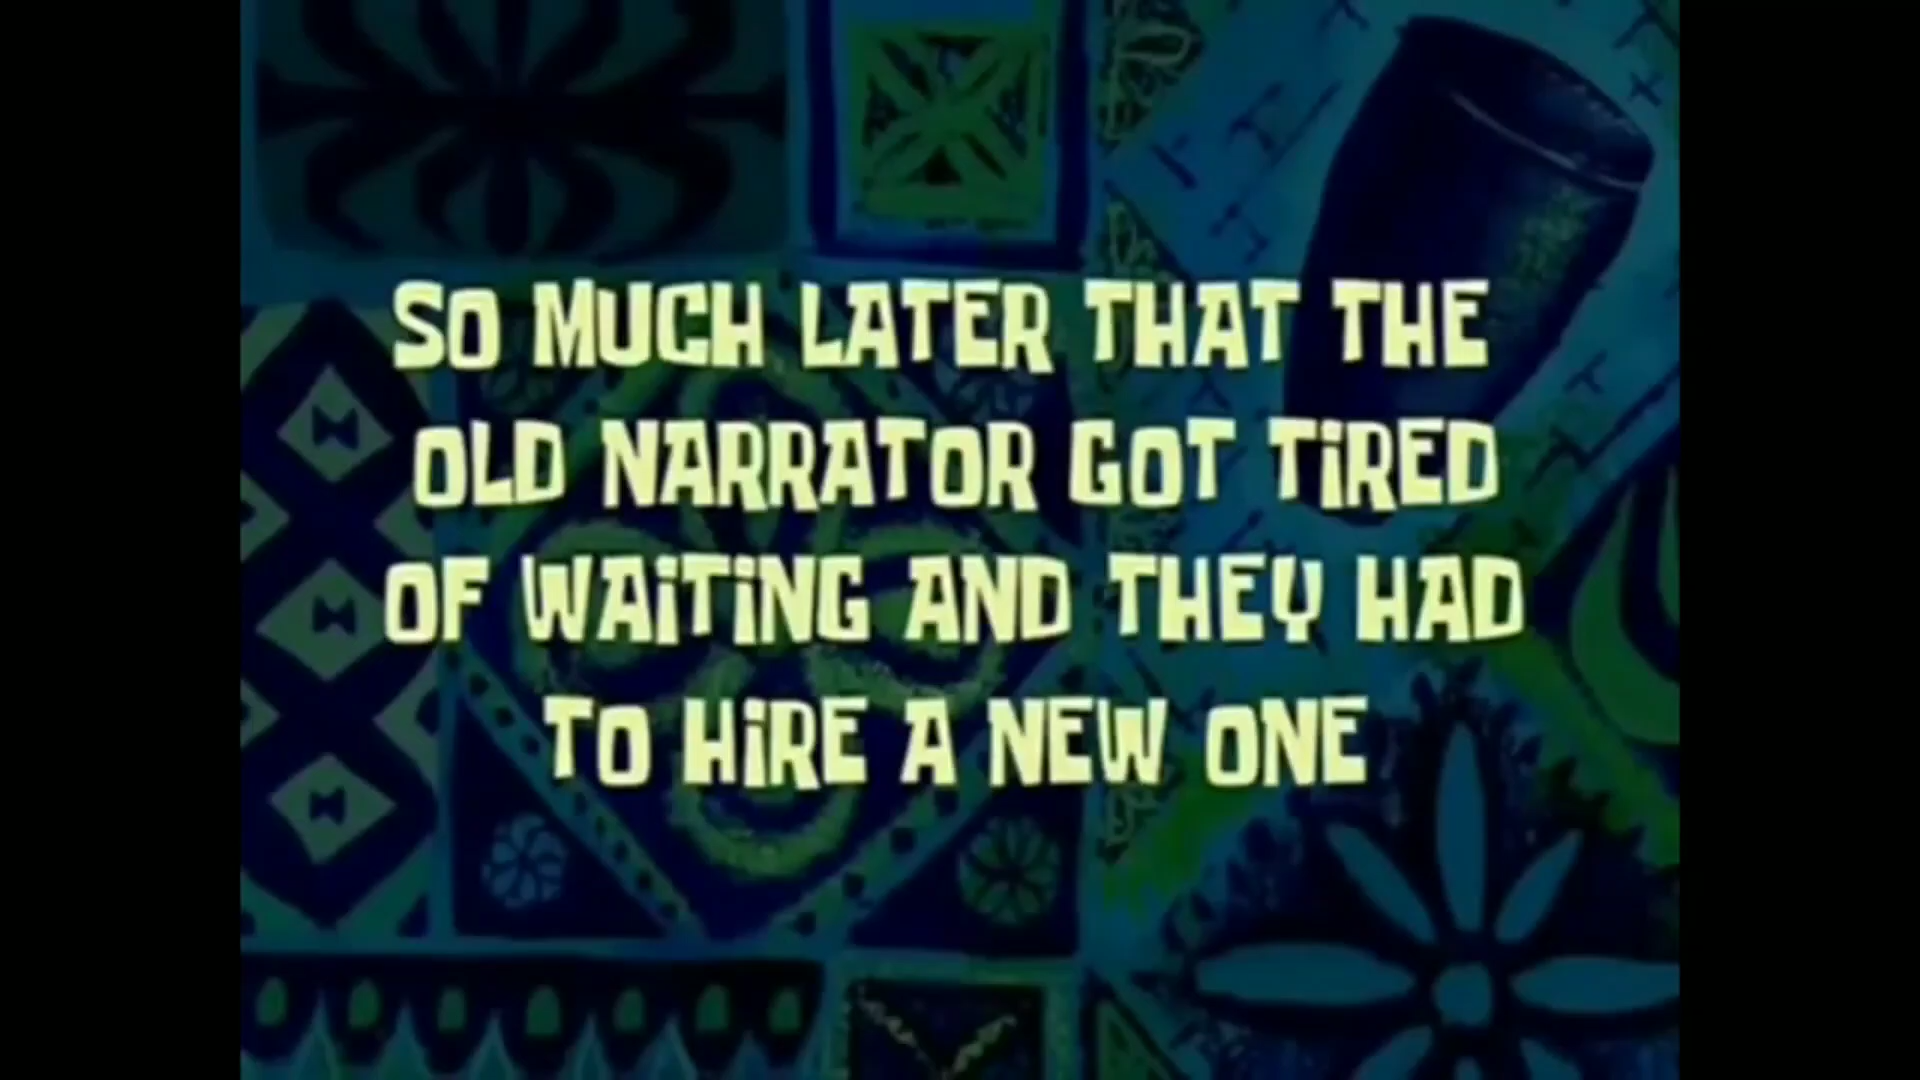 SO MUCH LATER THAT THE
OLD NARRATOR GOT TiRED
OF WAiTiNG AND THEY HAD
TO HiRE A NEW ONE